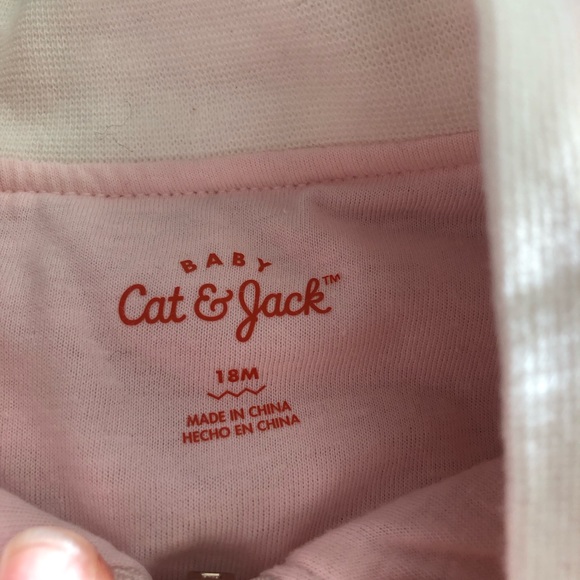 BABY
Cat & Jack™
18M
MADE IN CHINA
HECHO EN CHINA